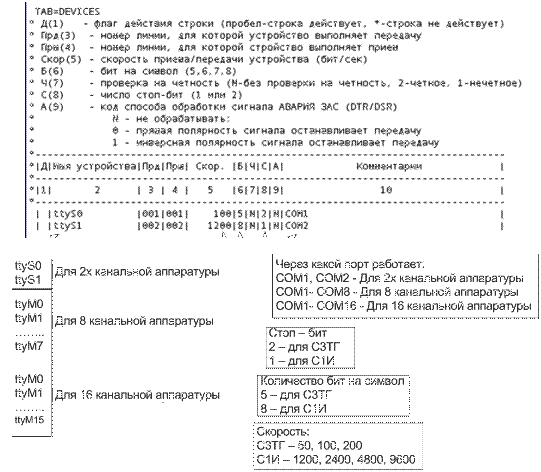 TAB=DEVICES
* Д(1) - флаг действия строки (пробел-строка действует, *-строка не действует)
* Прд(3) - номер линии, для которой устройство выполняет передачу
* Прм(4) - номер линии, для которой стройство выполняет прием
* Скор(5) - скорость приема/передачи устройства (бит/сек)
* Б(6) - бит на символ (5,6,7,8)
* Ч(7) - проверка на четность (N-без проверки на четность, 2-четное, 1-нечетное)
* С(8) - число стоп-бит (1 или 2)
* А(9) - код способа обработки сигнала АВАРИЯ ЗАС (DTR/DSR)
* N - не обрабатывать;
* 0 - прямая полярность сигнала останавливает передачу
* 1 - инверсная полярность сигнала останавливает передачу
*|Д|Имя устройства|Прд|Прм| Скор. |Б|Ч|С|А| Комментарии |
*|1| 2 | 3 | 4 | 5 |6|7|8|9| 10 |
| |ttyS0 |001|001| 100|5|N|2|N|COM1
| |ttyS1 |002|002| 1200|8|N|1|N|COM2
ttyS0
ttyS1
Для 2х канальной аппаратуры
ttyM0
ttyM1
........
ttyM7
Для 8 канальной аппаратуры
ttyM0
ttyM1
........
ttyM15
Для 16 канальной аппаратуры
Через какой порт работает:
COM1, COM2 - Для 2х канальной аппаратуры
COM1- COM8 - Для 8 канальной аппаратуры
COM1- COM16 - Для 16 канальной аппаратуры
Стоп – бит
2 – для С3ТГ
1 – для С1И
Количество бит на символ
5 – для С3ТГ
8 – для С1И
Скорость:
С3ТГ – 50, 100, 200
С1И – 1200, 2400, 4800, 9600